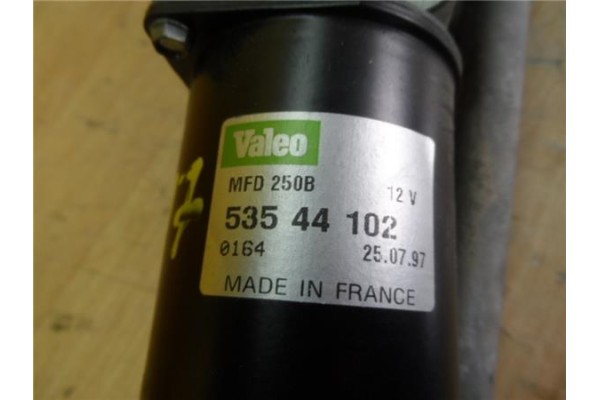 Valeo
MFD 250B 12 V
535 44 102
0164 25.07.97
MADE IN FRANCE